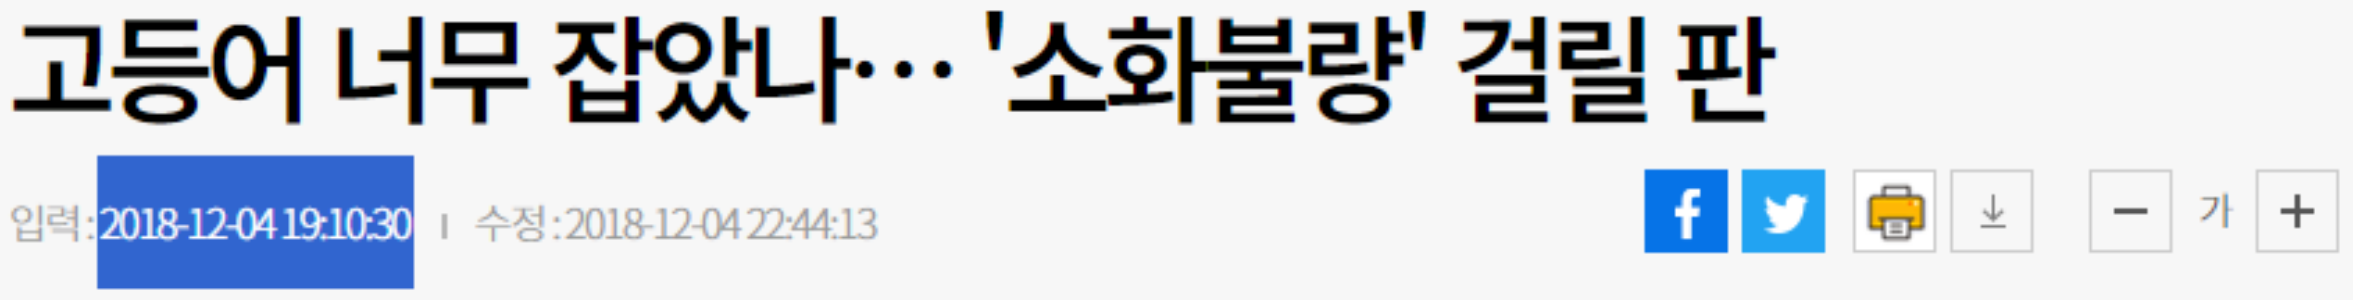 고등어 너무 잡았나… '소화불량' 걸릴 판
입력 : 2018-12-04 19:10:30 | 수정 : 2018-12-04 22:44:13 가